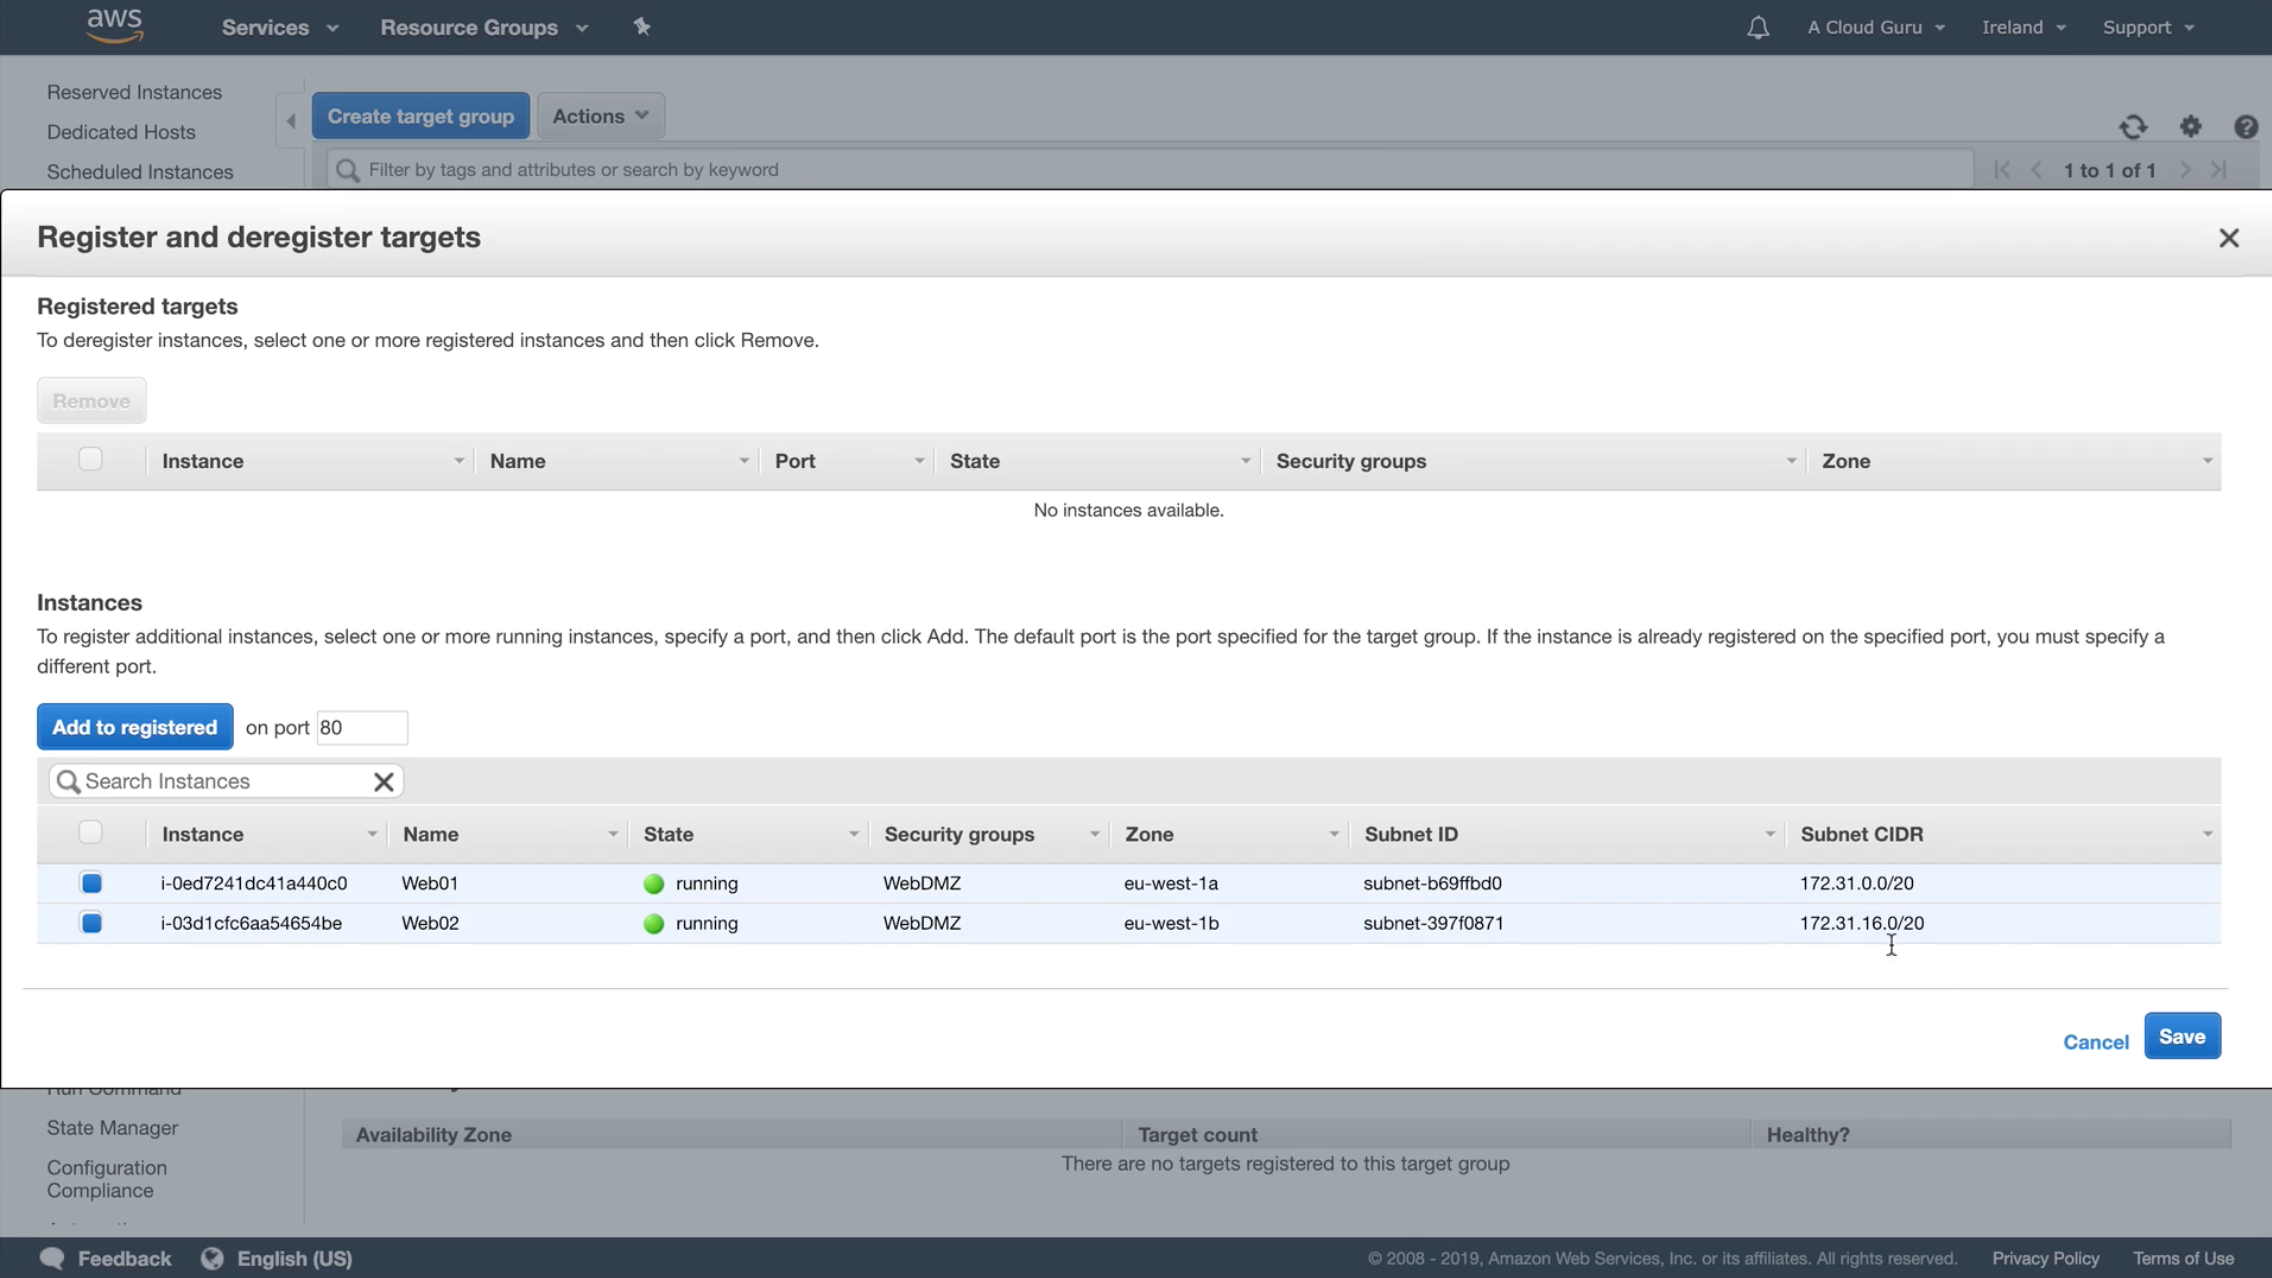 aws
Services
Resource Groups
A Cloud Guru
Ireland
Support
Reserved Instances
Dedicated Hosts
Scheduled Instances
Create target group
Actions
Filter by tags and attributes or search by keyword
1 to 1 of 1
Register and deregister targets
Registered targets
To deregister instances, select one or more registered instances and then click Remove.
Remove
Instance Name Port State Security groups Zone
No instances available.
Instances
To register additional instances, select one or more running instances, specify a port, and then click Add. The default port is the port specified for the target group. If the instance is already registered on the specified port, you must specify a
different port.
Add to registered on port 80
Search Instances
Instance Name State Security groups Zone Subnet ID Subnet CIDR
i-0ed7241dc41a440c0 Web01 running WebDMZ eu-west-1a subnet-b69ffbd0 172.31.0.0/20
i-03d1cfc6aa54654be Web02 running WebDMZ eu-west-1b subnet-397f0871 172.31.16.0/20
Cancel Save
Run Command
State Manager
Configuration
Compliance
Availability Zone Target count Healthy?
There are no targets registered to this target group
Feedback English (US)
© 2008 - 2019, Amazon Web Services, Inc. or its affiliates. All rights reserved. Privacy Policy Terms of Use